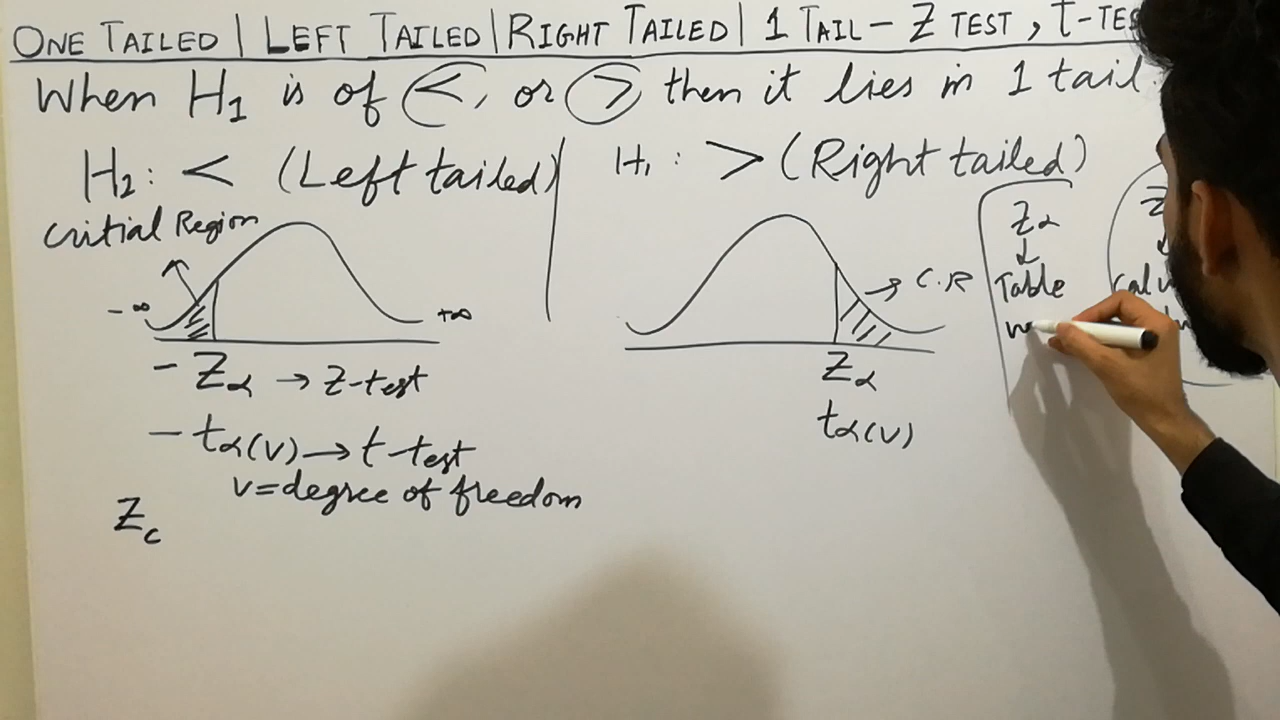 ONE TAILED | LEFT TAILED | RIGHT TAILED | 1 TAIL - Z TEST, t-TES
When H1 is of <, or > then it lies in 1 tail.
H2: < (Left tailed)
Critial Region
-∞
+∞
- Zα → Z-test
- tα(v) → t-test
v=degree of freedom
Zc
H1: > (Right tailed)
→ C.R
Zα
tα(v)
Zα
↓
Table
Z
↓